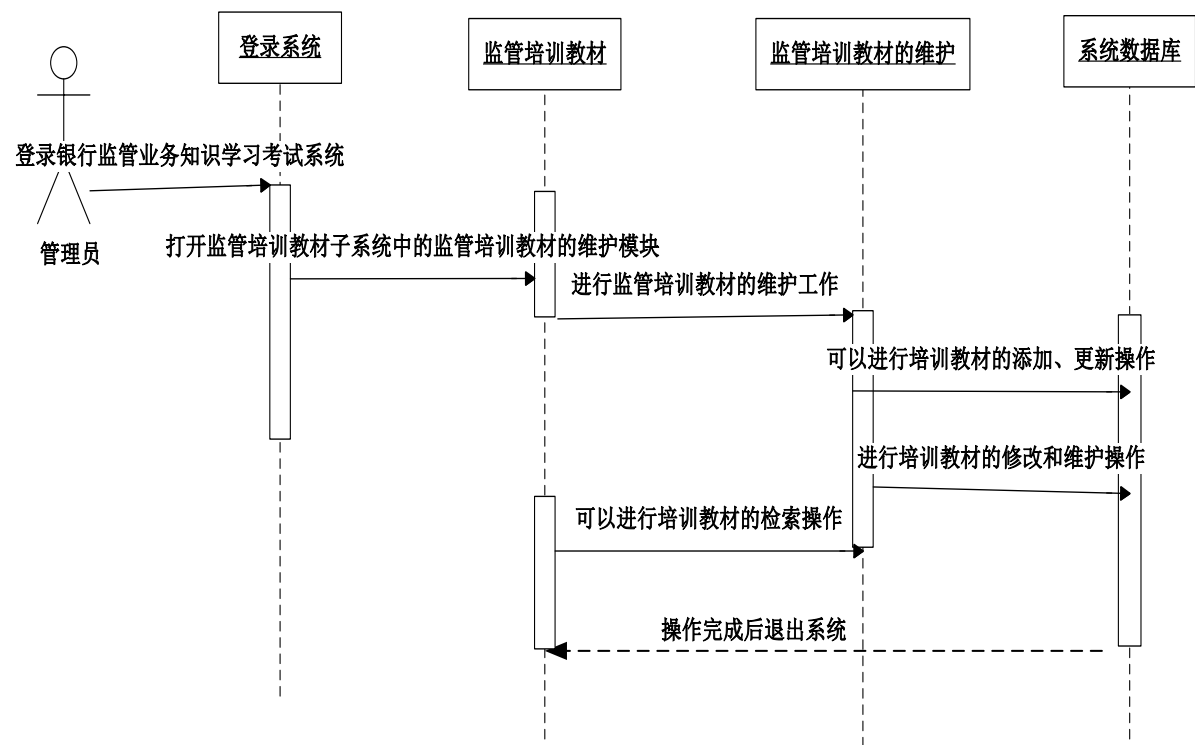 登录系统
监管培训教材
监管培训教材的维护
系统数据库
登录银行监管业务知识学习考试系统
管理员
打开监管培训教材子系统中的监管培训教材的维护模块
进行监管培训教材的维护工作
可以进行培训教材的添加、更新操作
进行培训教材的修改和维护操作
可以进行培训教材的检索操作
操作完成后退出系统